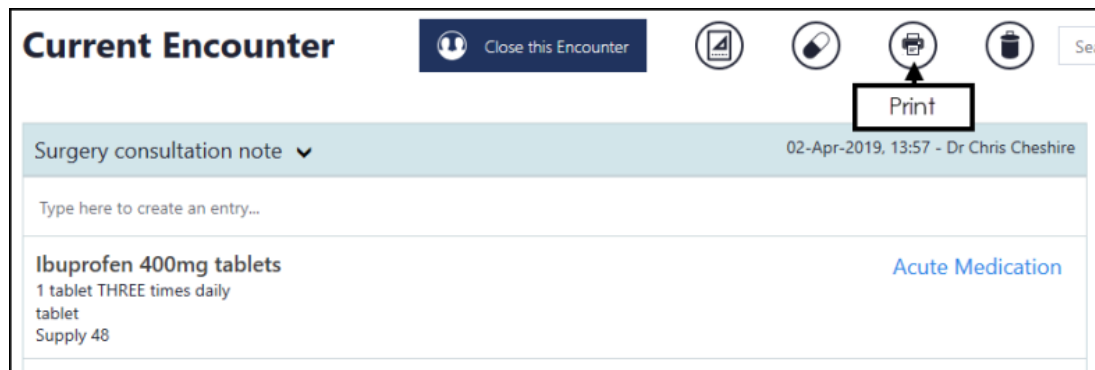 Current Encounter
Close this Encounter
Print
Surgery consultation note
02-Apr-2019, 13:57 - Dr Chris Cheshire
Type here to create an entry...
Ibuprofen 400mg tablets
Acute Medication
1 tablet THREE times daily
tablet
Supply 48